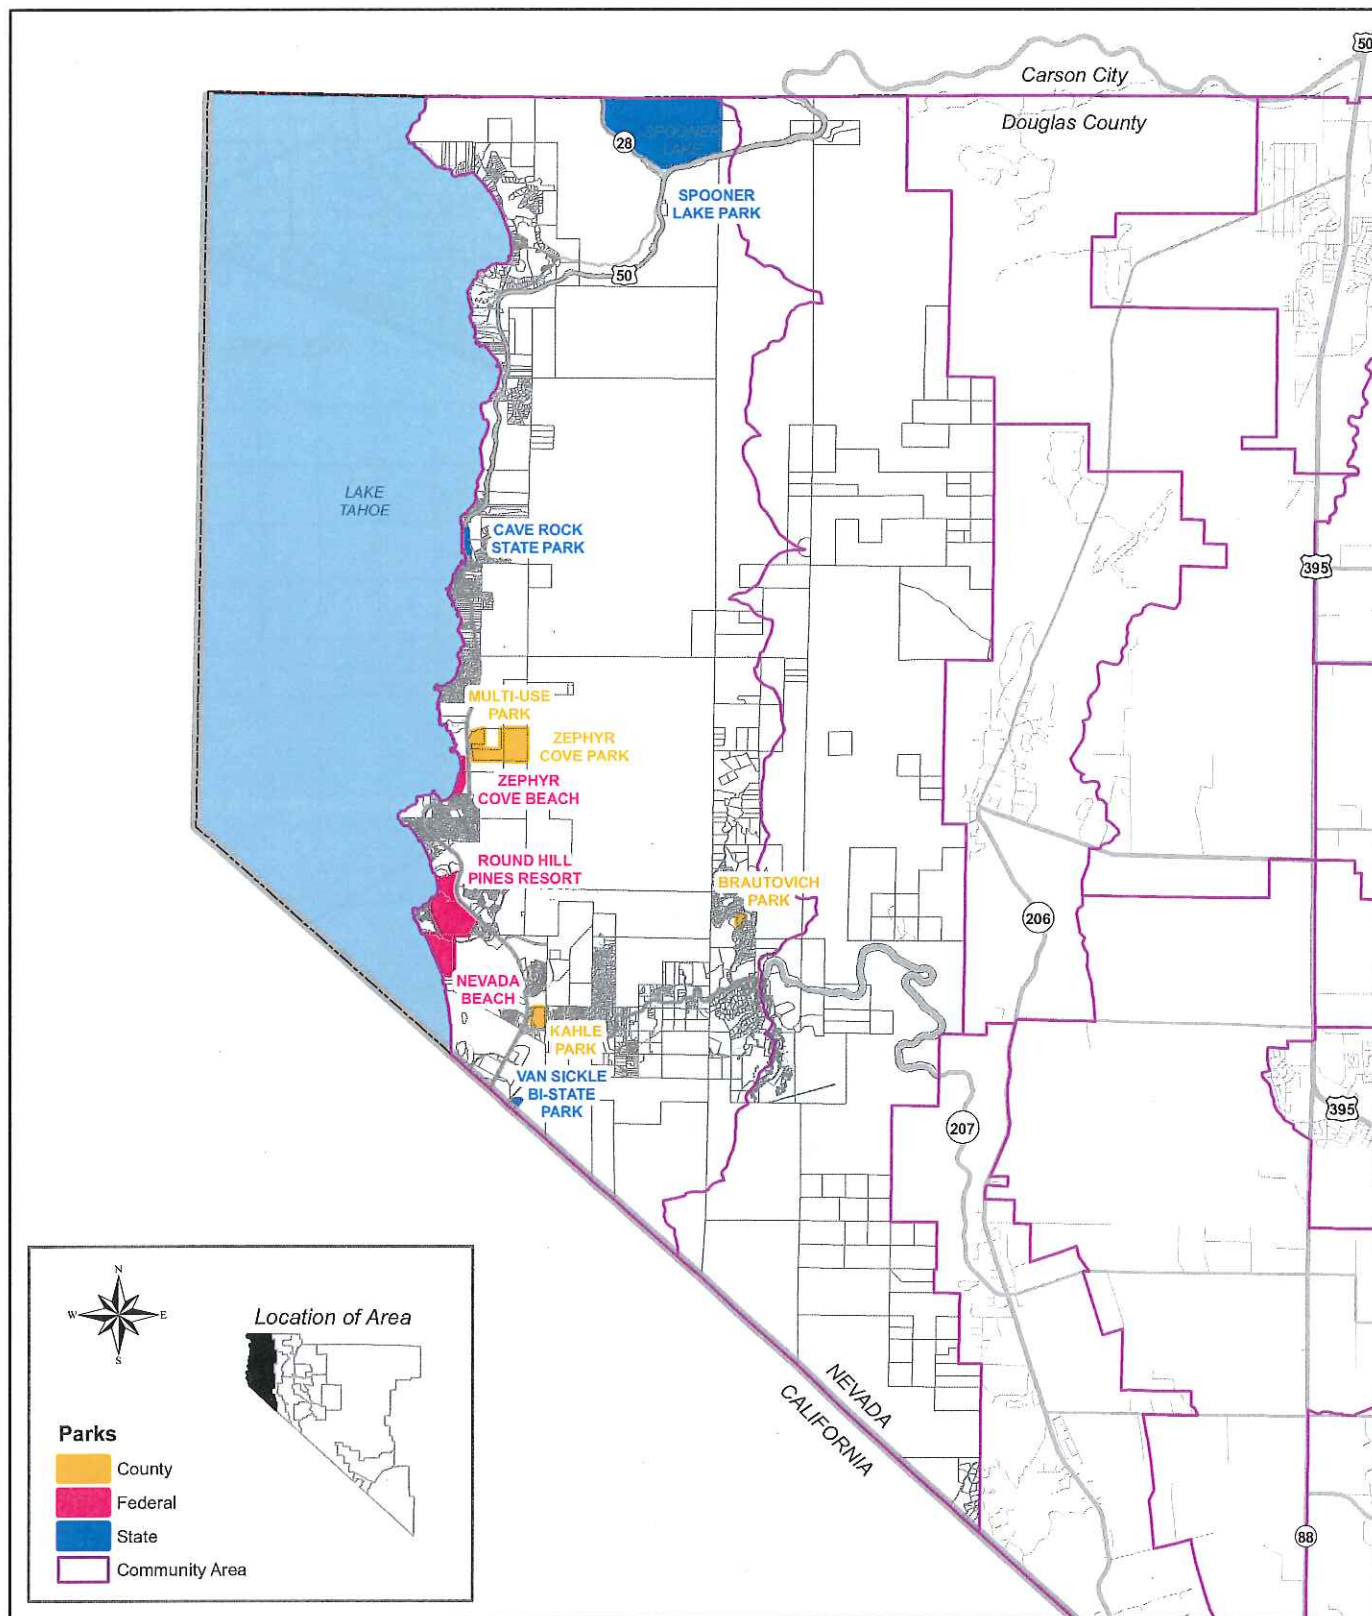 50
Carson City
Douglas County
28
SPOONER
LAKE
SPOONER
LAKE PARK
50
LAKE
TAHOE
CAVE ROCK
STATE PARK
395
MULTI-USE
PARK
ZEPHYR
COVE PARK
ZEPHYR
COVE BEACH
ROUND HILL
PINES RESORT
BRAUTOVICH
PARK
206
NEVADA
BEACH
KAHLE
PARK
VAN SICKLE
BI-STATE
PARK
395
207
N
W
E
S
Location of Area
NEVADA
CALIFORNIA
Parks
County
Federal
State
Community Area
88